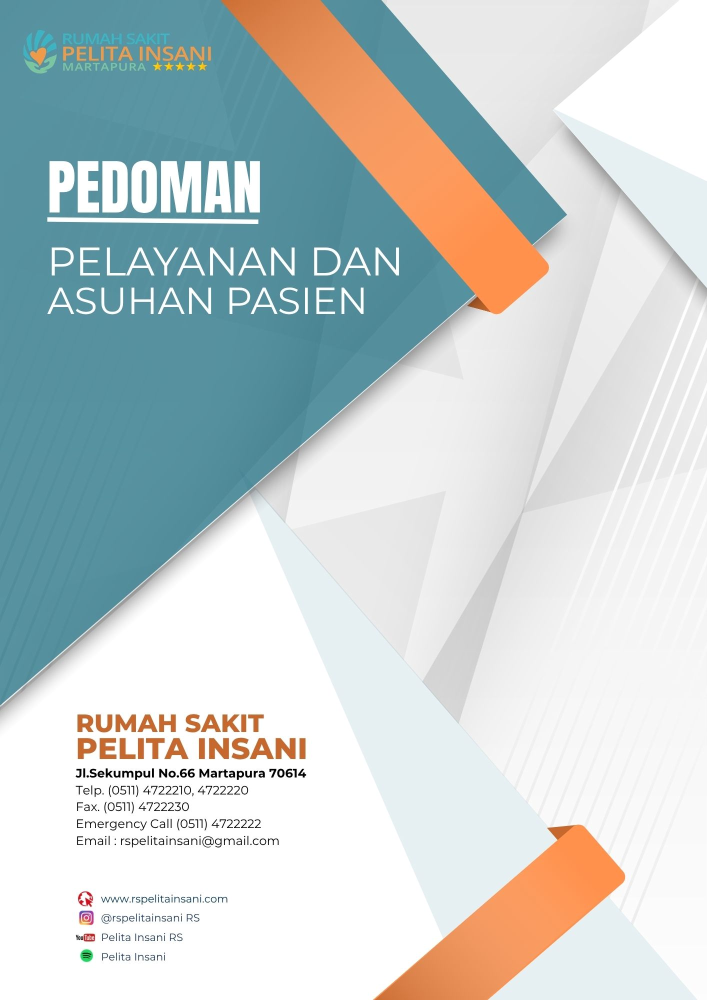 RUMAH SAKIT
PELITA INSANI
MARTAPURA
PEDOMAN
PELAYANAN DAN
ASUHAN PASIEN
RUMAH SAKIT
PELITA INSANI
Jl.Sekumpul No.66 Martapura 70614
Telp. (0511) 4722210, 4722220
Fax. (0511) 4722230
Emergency Call (0511) 4722222
Email : rspelitainsani@gmail.com
www.rspelitainsani.com
@rspelitainsani RS
YouTube Pelita Insani RS
Pelita Insani